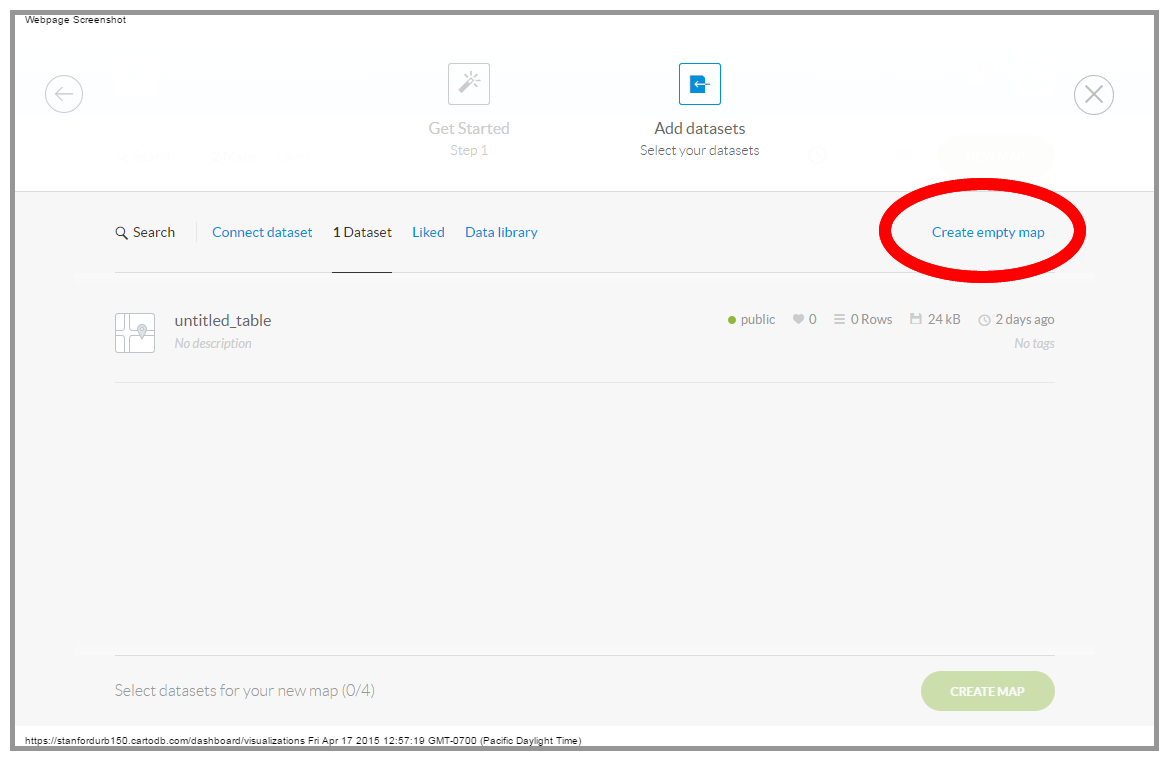 Webpage Screenshot
Get Started
Step 1
Add datasets
Select your datasets
Search Connect dataset 1 Dataset Liked Data library Create empty map
untitled_table public 0 0 Rows 24 kB 2 days ago
No description No tags
Select datasets for your new map (0/4) CREATE MAP
https://stanfordurb150.cartodb.com/dashboard/visualizations Fri Apr 17 2015 12:57:19 GMT-0700 (Pacific Daylight Time)